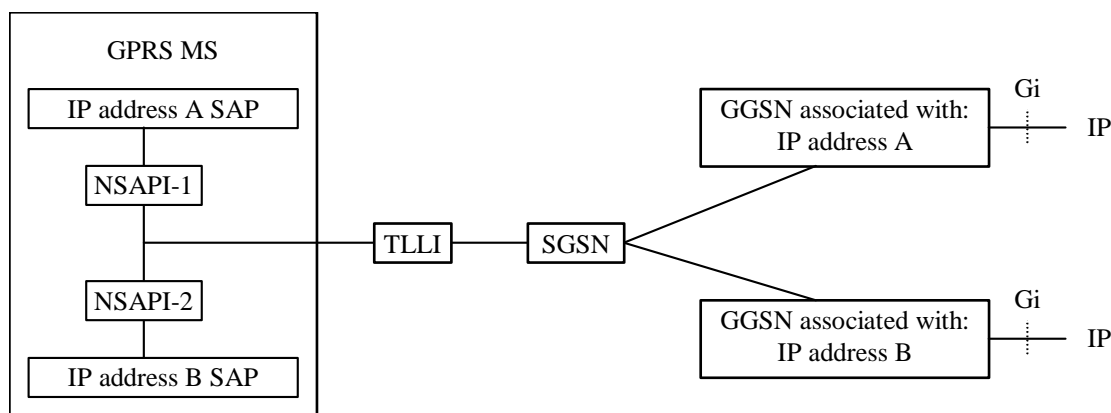 GPRS MS
IP address A SAP
NSAPI-1
NSAPI-2
IP address B SAP
TLLI
SGSN
GGSN associated with:
IP address A
Gi
IP
GGSN associated with:
IP address B
Gi
IP